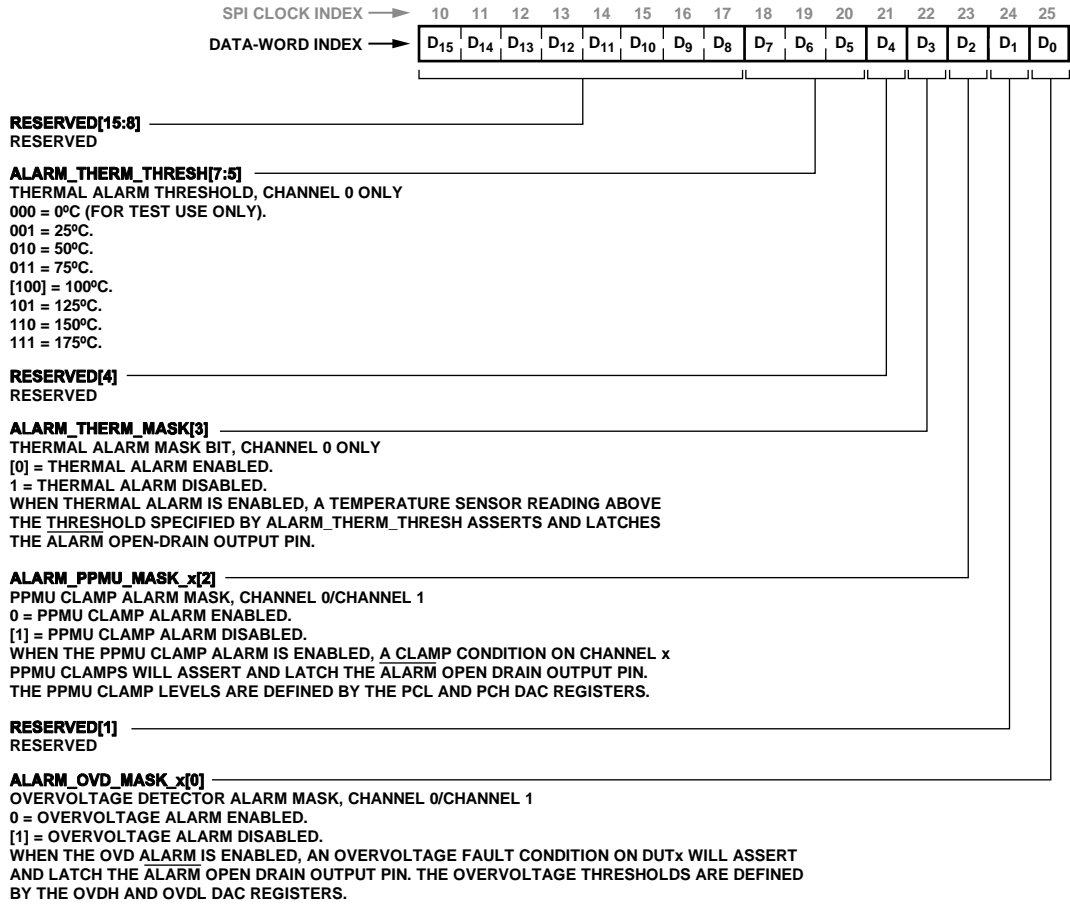 SPI CLOCK INDEX 10 11 12 13 14 15 16 17 18 19 20 21 22 23 24 25
DATA-WORD INDEX D15 D14 D13 D12 D11 D10 D9 D8 D7 D6 D5 D4 D3 D2 D1 D0
RESERVED[15:8]
RESERVED
ALARM_THERM_THRESH[7:5]
THERMAL ALARM THRESHOLD, CHANNEL 0 ONLY
000 = 0ºC (FOR TEST USE ONLY).
001 = 25ºC.
010 = 50ºC.
011 = 75ºC.
[100] = 100ºC.
101 = 125ºC.
110 = 150ºC.
111 = 175ºC.
RESERVED[4]
RESERVED
ALARM_THERM_MASK[3]
THERMAL ALARM MASK BIT, CHANNEL 0 ONLY
[0] = THERMAL ALARM ENABLED.
1 = THERMAL ALARM DISABLED.
WHEN THERMAL ALARM IS ENABLED, A TEMPERATURE SENSOR READING ABOVE
THE THRESHOLD SPECIFIED BY ALARM_THERM_THRESH ASSERTS AND LATCHES
THE ALARM OPEN-DRAIN OUTPUT PIN.
ALARM_PPMU_MASK_x[2]
PPMU CLAMP ALARM MASK, CHANNEL 0/CHANNEL 1
0 = PPMU CLAMP ALARM ENABLED.
[1] = PPMU CLAMP ALARM DISABLED.
WHEN THE PPMU CLAMP ALARM IS ENABLED, A CLAMP CONDITION ON CHANNEL x
PPMU CLAMPS WILL ASSERT AND LATCH THE ALARM OPEN DRAIN OUTPUT PIN.
THE PPMU CLAMP LEVELS ARE DEFINED BY THE PCL AND PCH DAC REGISTERS.
RESERVED[1]
RESERVED
ALARM_OVD_MASK_x[0]
OVERVOLTAGE DETECTOR ALARM MASK, CHANNEL 0/CHANNEL 1
0 = OVERVOLTAGE ALARM ENABLED.
[1] = OVERVOLTAGE ALARM DISABLED.
WHEN THE OVD ALARM IS ENABLED, AN OVERVOLTAGE FAULT CONDITION ON DUTx WILL ASSERT
AND LATCH THE ALARM OPEN DRAIN OUTPUT PIN. THE OVERVOLTAGE THRESHOLDS ARE DEFINED
BY THE OVDH AND OVDL DAC REGISTERS.